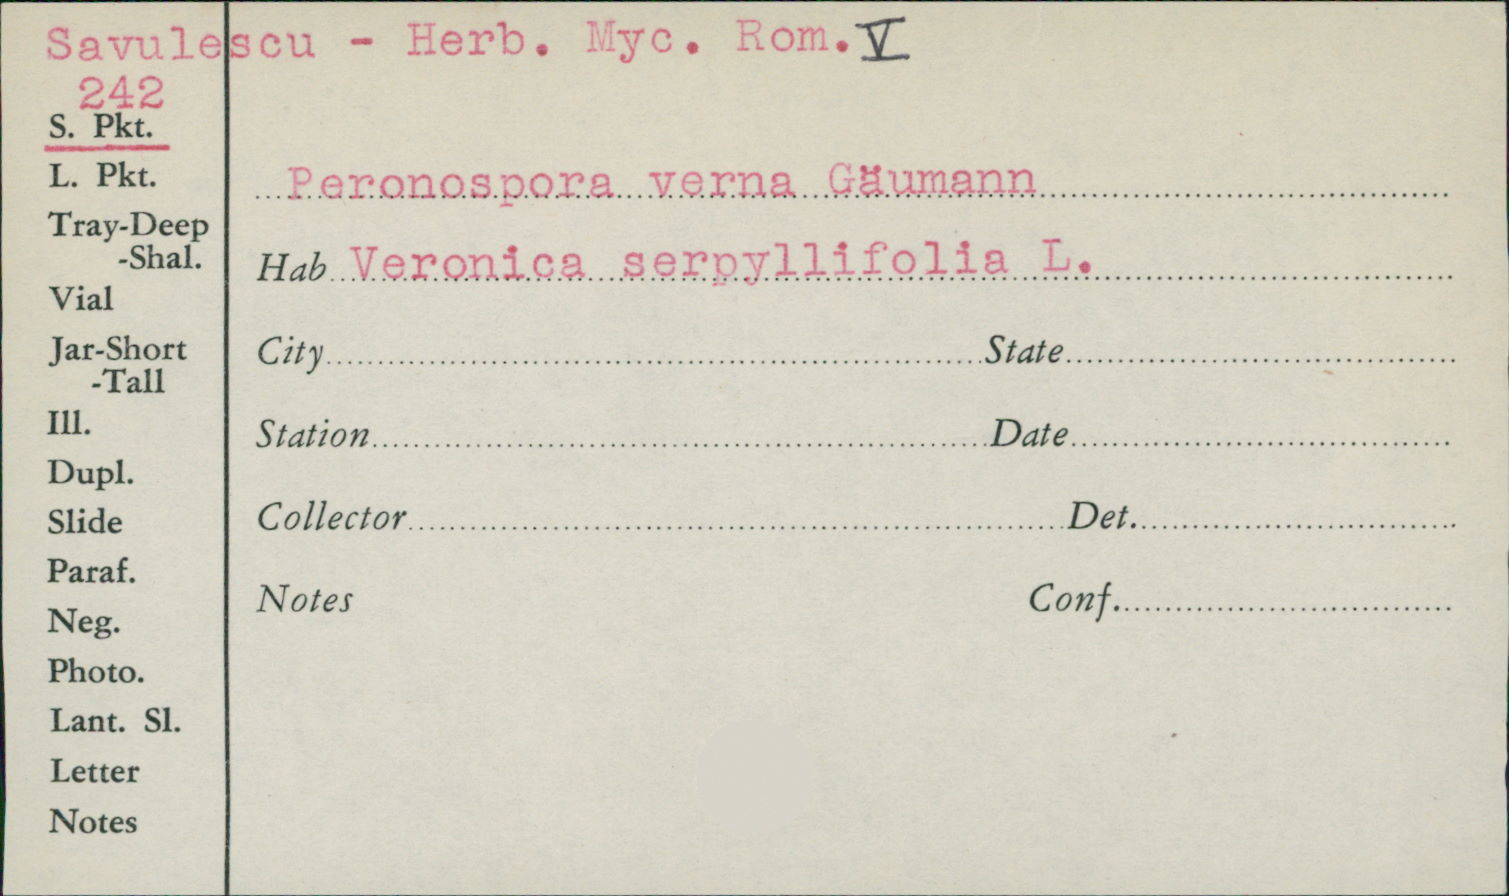 Savulescu - Herb. Myc. Rom. V
242
S. Pkt.
L. Pkt.
Tray-Deep
-Shal.
Vial
Jar-Short
-Tall
Ill.
Dupl.
Slide
Paraf.
Neg.
Photo.
Lant. Sl.
Letter
Notes
Peronospora verna Gäumann
Hab Veronica serpyllifolia L.
City State
Station Date
Collector Det.
Notes Conf.